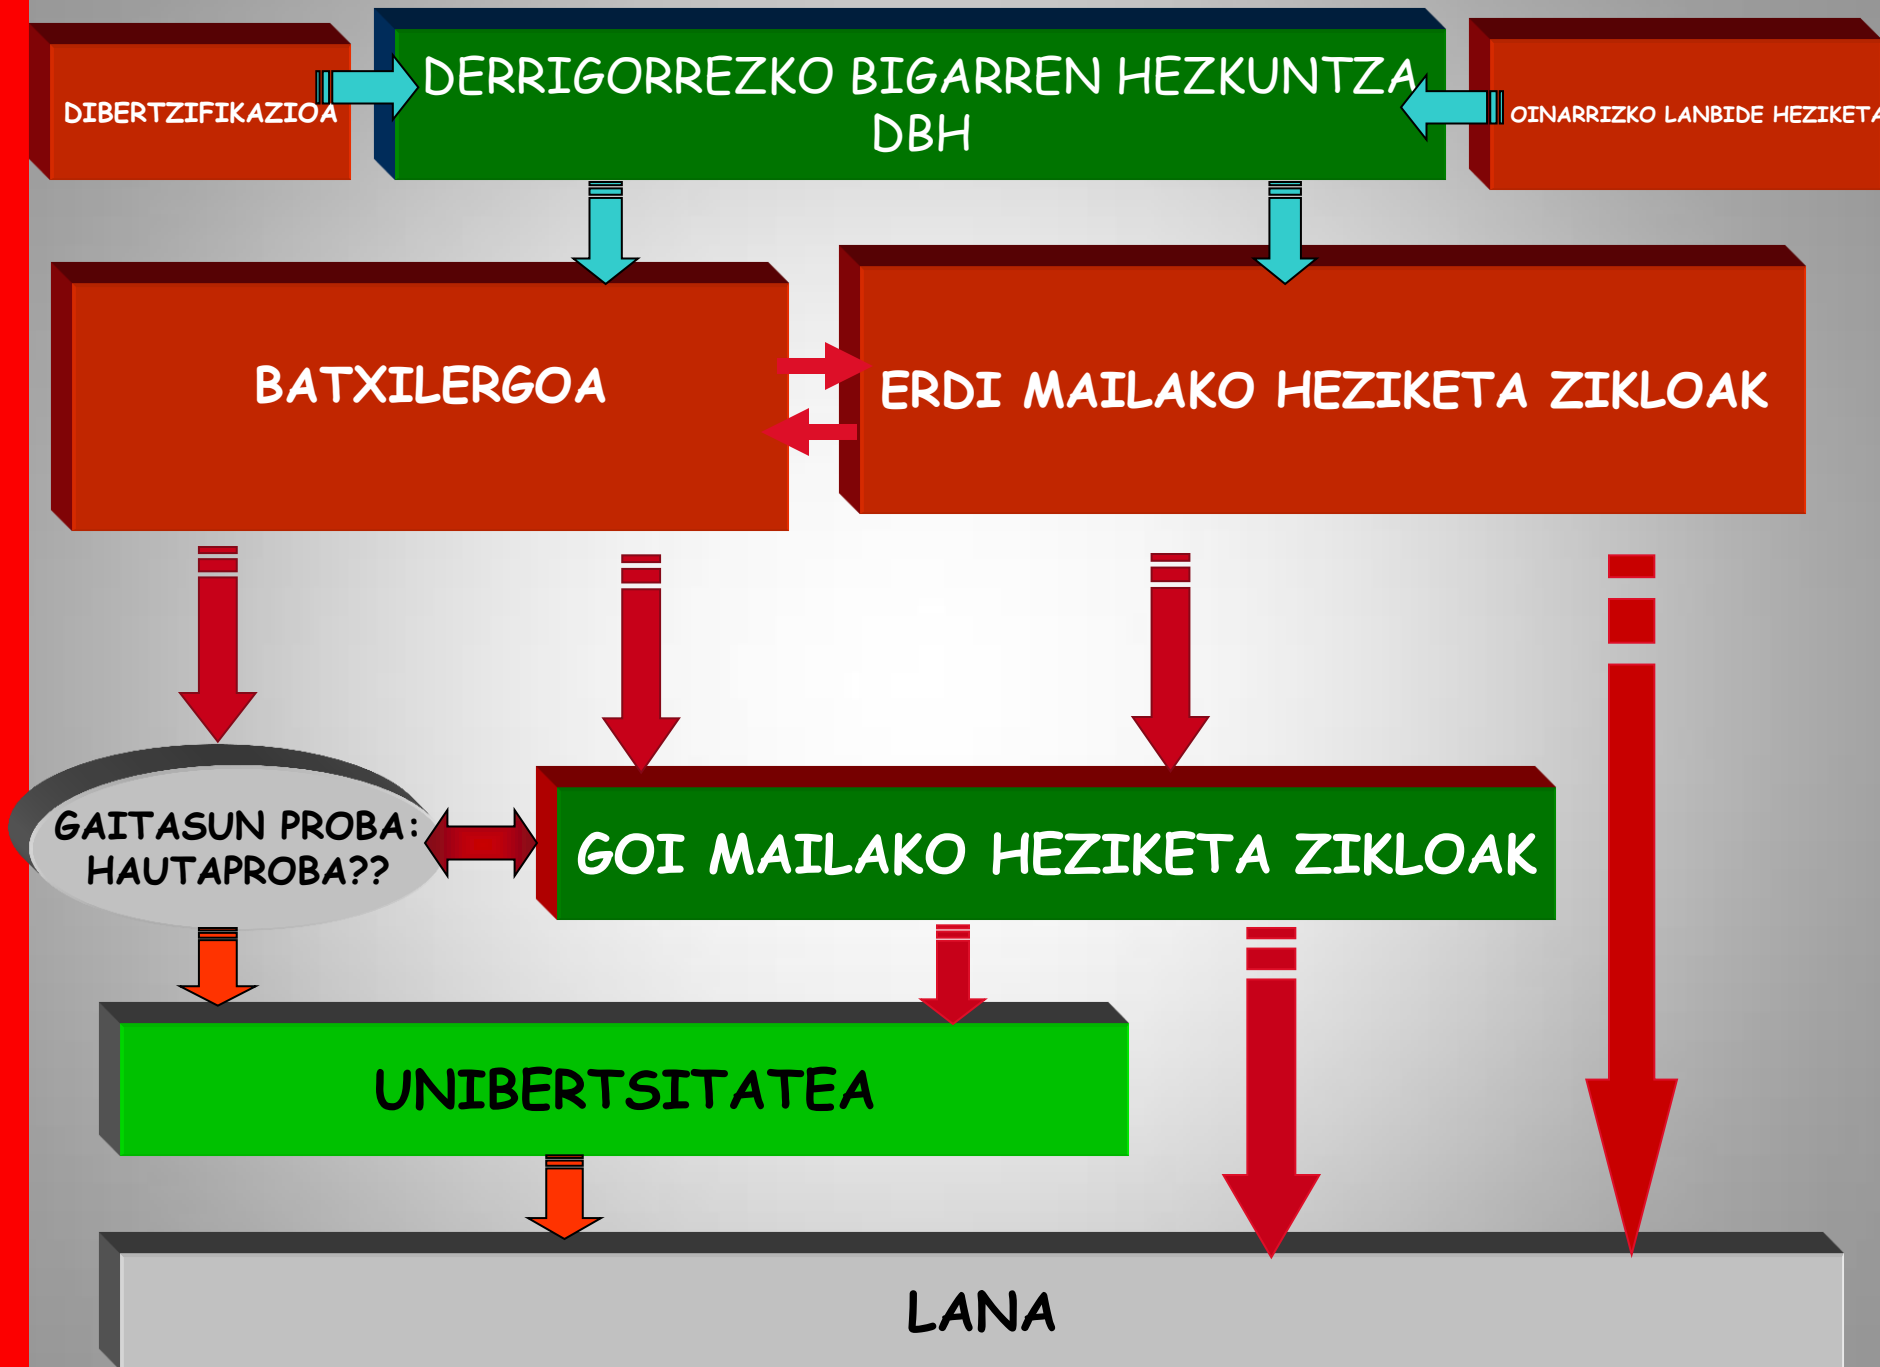 DIBERTZIFIKAZIOA
DERRIGORREZKO BIGARREN HEZKUNTZA
DBH
OINARRIZKO LANBIDE HEZIKETA
BATXILERGOA
ERDI MAILAKO HEZIKETA ZIKLOAK
GAITASUN PROBA:
HAUTAPROBA??
GOI MAILAKO HEZIKETA ZIKLOAK
UNIBERTSITATEA
LANA